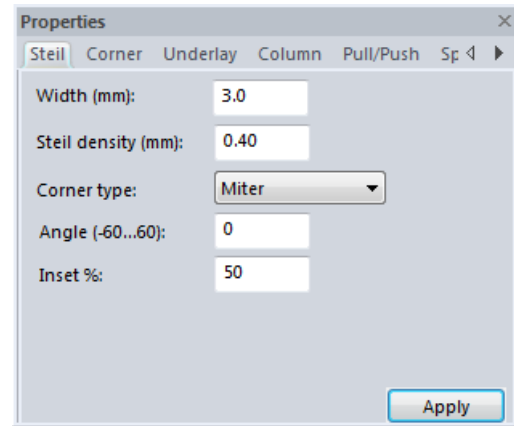 Properties
Steil Corner Underlay Column Pull/Push Sp
Width (mm): 3.0
Steil density (mm): 0.40
Corner type: Miter
Angle (-60...60): 0
Inset %: 50
Apply